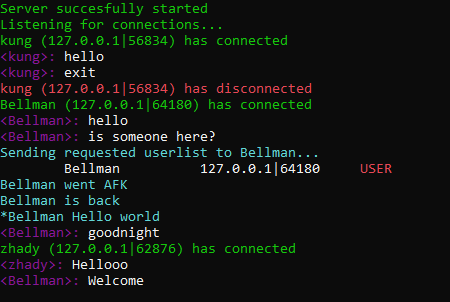 Server succesfully started
Listening for connections...
kung (127.0.0.1|56834) has connected
<kung>: hello
<kung>: exit
kung (127.0.0.1|56834) has disconnected
Bellman (127.0.0.1|64180) has connected
<Bellman>: hello
<Bellman>: is someone here?
Sending requested userlist to Bellman...
Bellman 127.0.0.1|64180 USER
Bellman went AFK
Bellman is back
*Bellman Hello world
<Bellman>: goodnight
zhady (127.0.0.1|62876) has connected
<zhady>: Hellooo
<Bellman>: Welcome